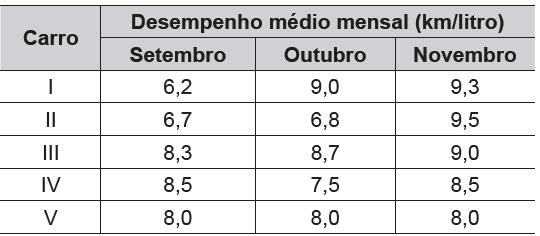 Carro Desempenho médio mensal (km/litro)
Setembro Outubro Novembro
I 6,2 9,0 9,3
II 6,7 6,8 9,5
III 8,3 8,7 9,0
IV 8,5 7,5 8,5
V 8,0 8,0 8,0